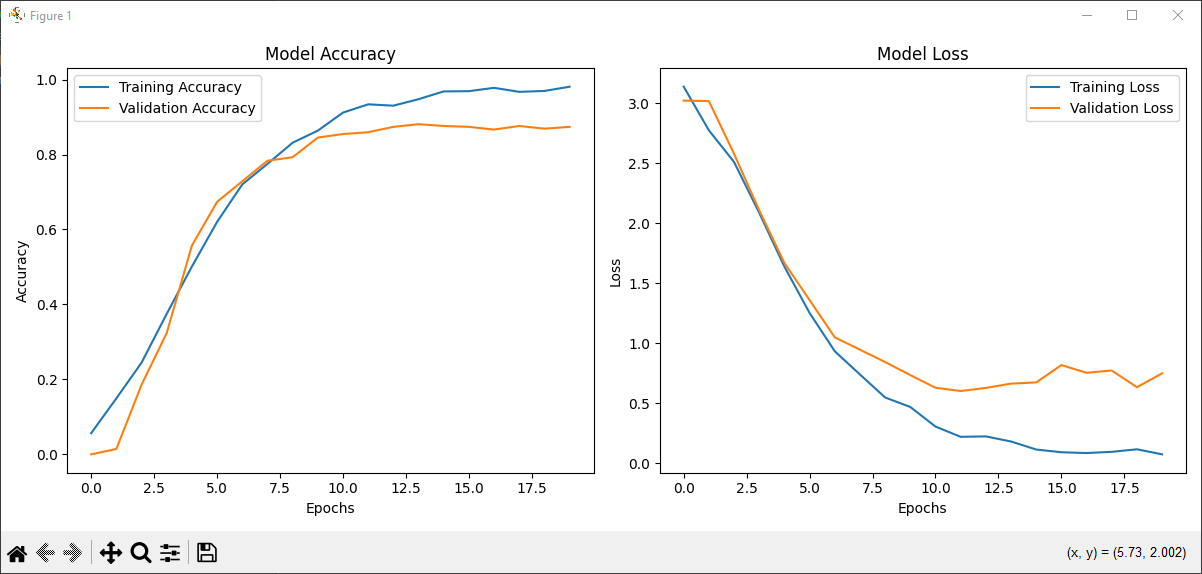 Figure 1
Model Accuracy
Training Accuracy
Validation Accuracy
1.0
0.8
0.6
0.4
0.2
0.0
Accuracy
0.0 2.5 5.0 7.5 10.0 12.5 15.0 17.5
Epochs
Model Loss
Training Loss
Validation Loss
3.0
2.5
2.0
1.5
1.0
0.5
0.0
Loss
0.0 2.5 5.0 7.5 10.0 12.5 15.0 17.5
Epochs
(x, y) = (5.73, 2.002)